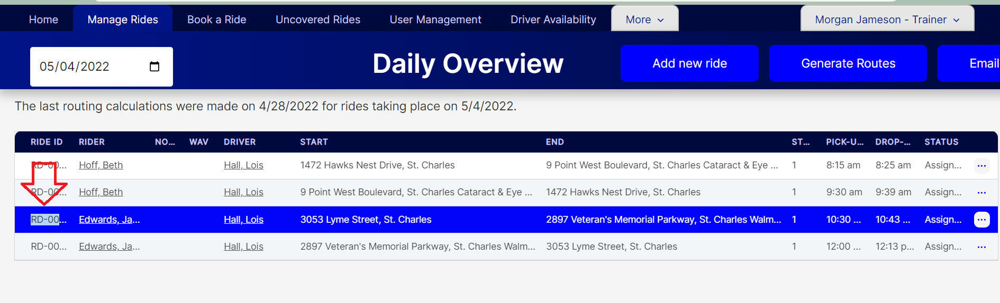 Home Manage Rides Book a Ride Uncovered Rides User Management Driver Availability More Morgan Jameson - Trainer
05/04/2022 Daily Overview Add new ride Generate Routes Email
The last routing calculations were made on 4/28/2022 for rides taking place on 5/4/2022.
RIDE ID RIDER NO... WAV DRIVER START END ST... PICK-U... DROP-... STATUS
RD-00... Hoff, Beth Hall, Lois 1472 Hawks Nest Drive, St. Charles 9 Point West Boulevard, St. Charles Cataract & Eye ... 1 8:15 am 8:25 am Assign... ...
RD-00... Hoff, Beth Hall, Lois 9 Point West Boulevard, St. Charles Cataract & Eye ... 1472 Hawks Nest Drive, St. Charles 1 9:30 am 9:39 am Assign... ...
RD-00... Edwards, Ja... Hall, Lois 3053 Lyme Street, St. Charles 2897 Veteran's Memorial Parkway, St. Charles Walm... 1 10:30 ... 10:43 ... Assign... ...
RD-00... Edwards, Ja... Hall, Lois 2897 Veteran's Memorial Parkway, St. Charles Walm... 3053 Lyme Street, St. Charles 1 12:00 ... 12:13 p... Assign... ...